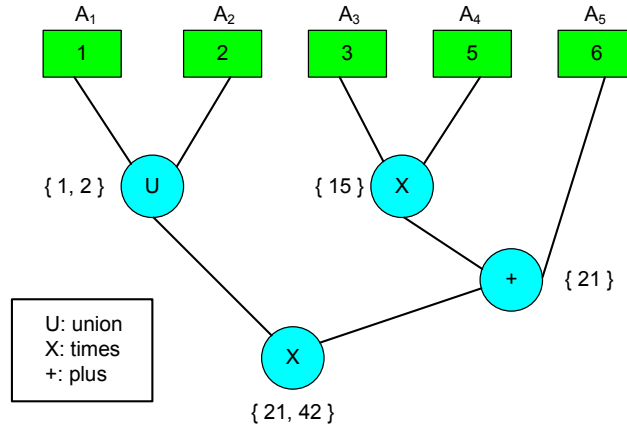 A₁ A₂ A₃ A₄ A₅
1 2 3 5 6
{ 1, 2 } U { 15 } X
+ { 21 }
U: union
X: times
+: plus
X
{ 21, 42 }